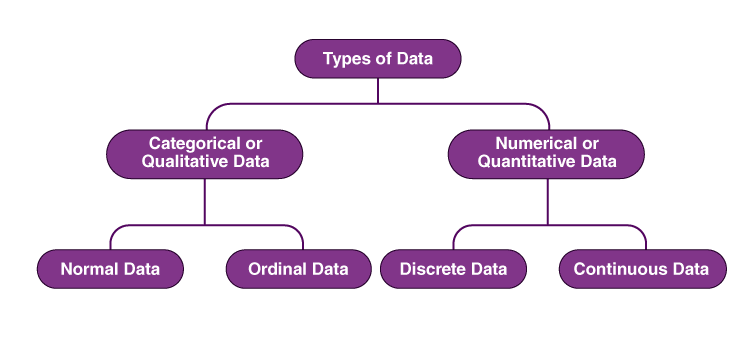 Types of Data
Categorical or
Qualitative Data
Numerical or
Quantitative Data
Normal Data
Ordinal Data
Discrete Data
Continuous Data